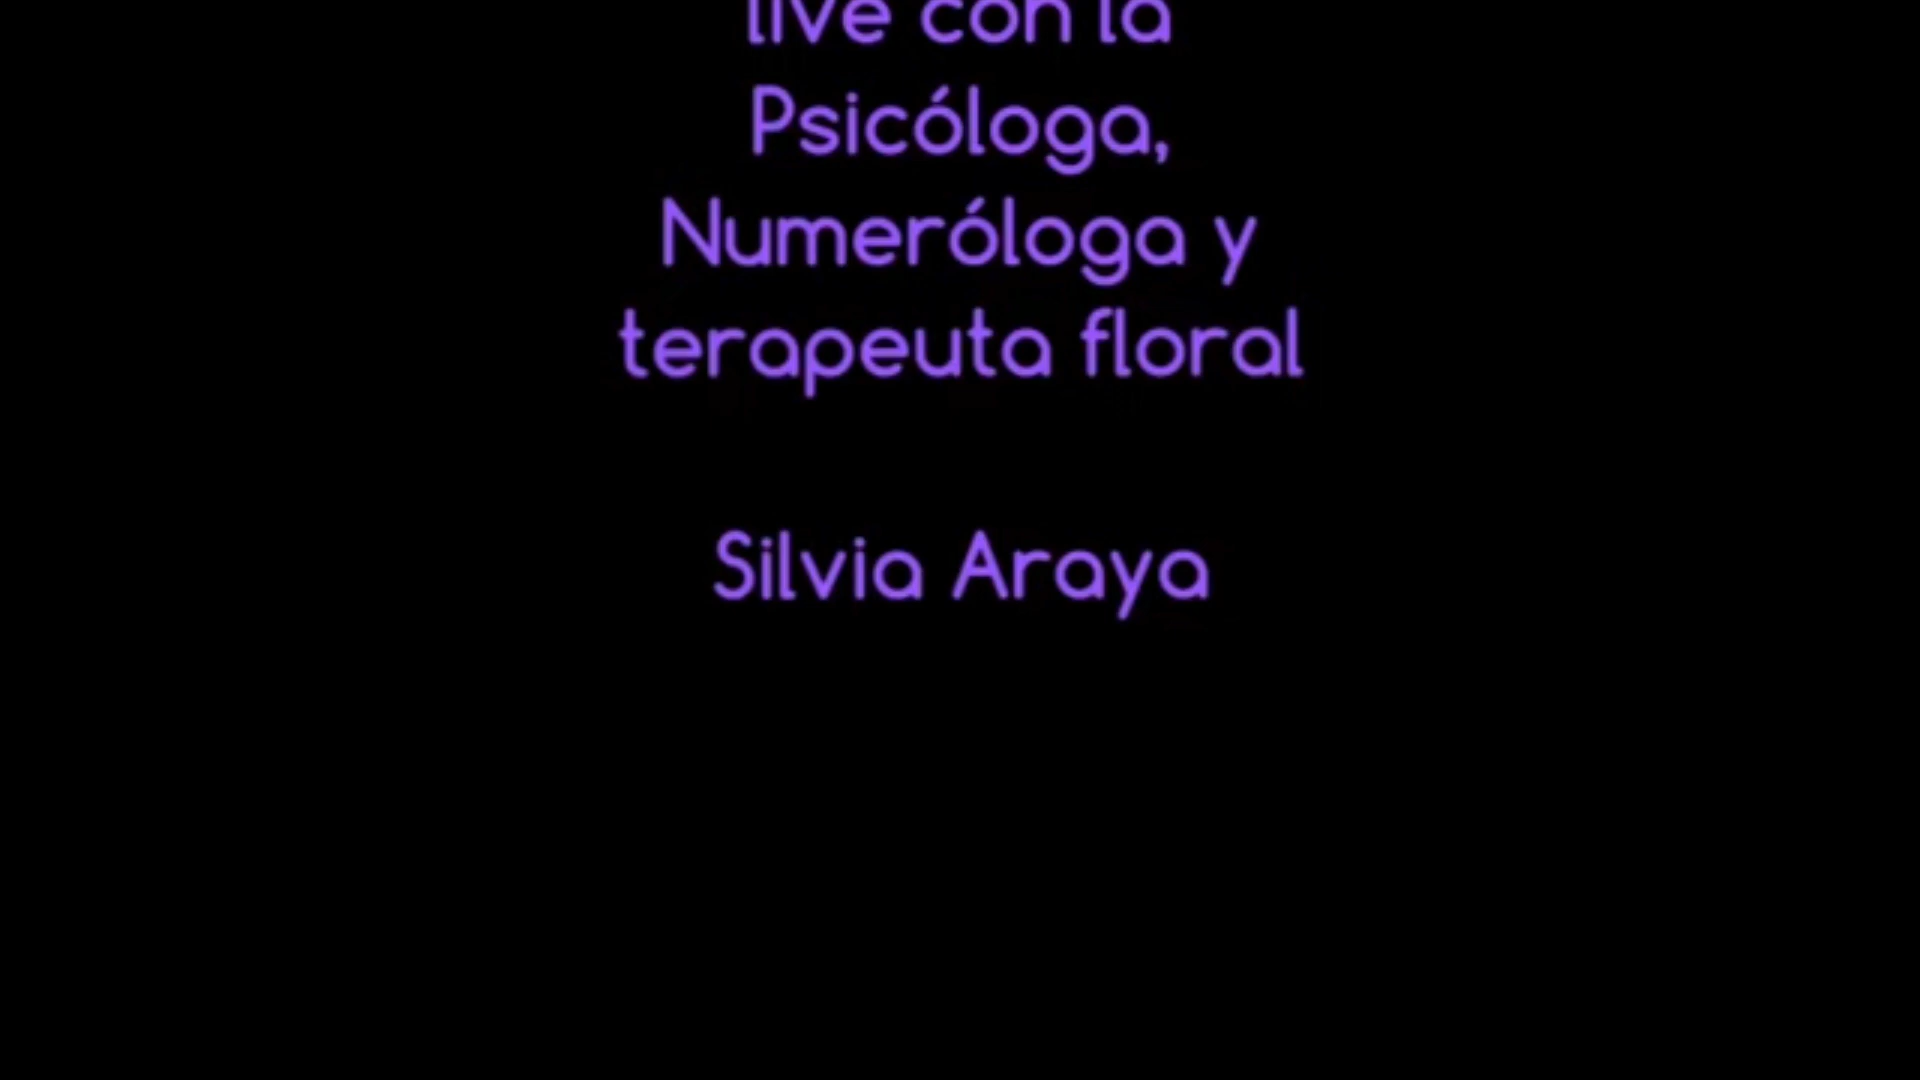 live con la
Psicóloga,
Numeróloga y
terapeuta floral
Silvia Araya